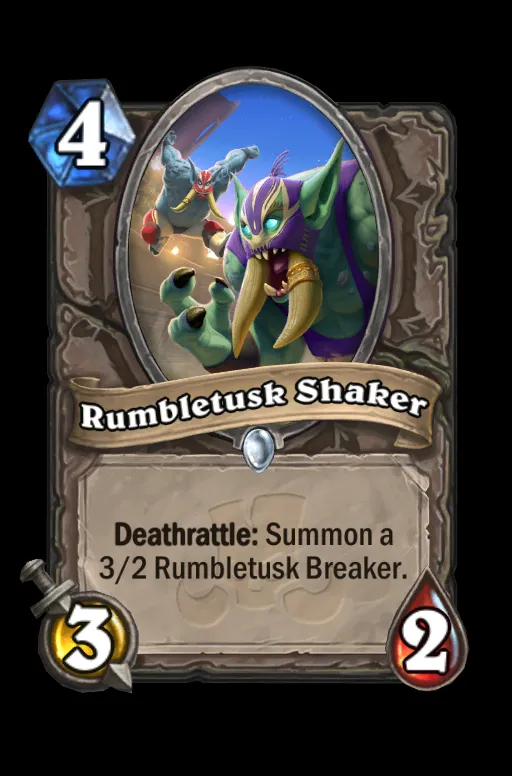 4
Rumbletusk Shaker
Deathrattle: Summon a
3/2 Rumbletusk Breaker.
3
2